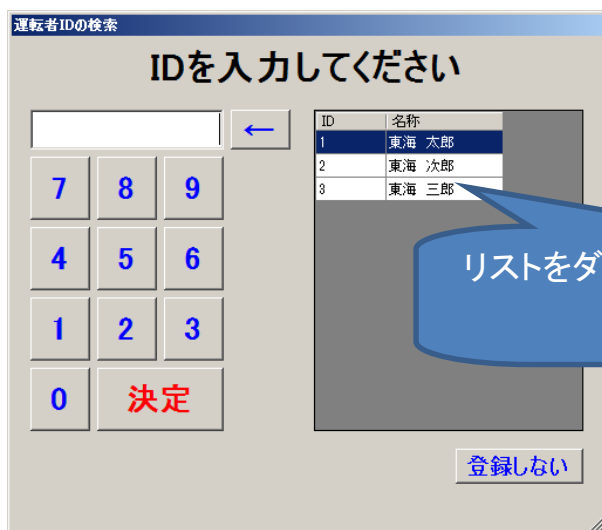 運転者IDの検索
IDを入力してください
←
ID 名称
1 東海 太郎
2 東海 次郎
3 東海 三郎
7 8 9
4 5 6
1 2 3
0 決定
リストをダ
登録しない